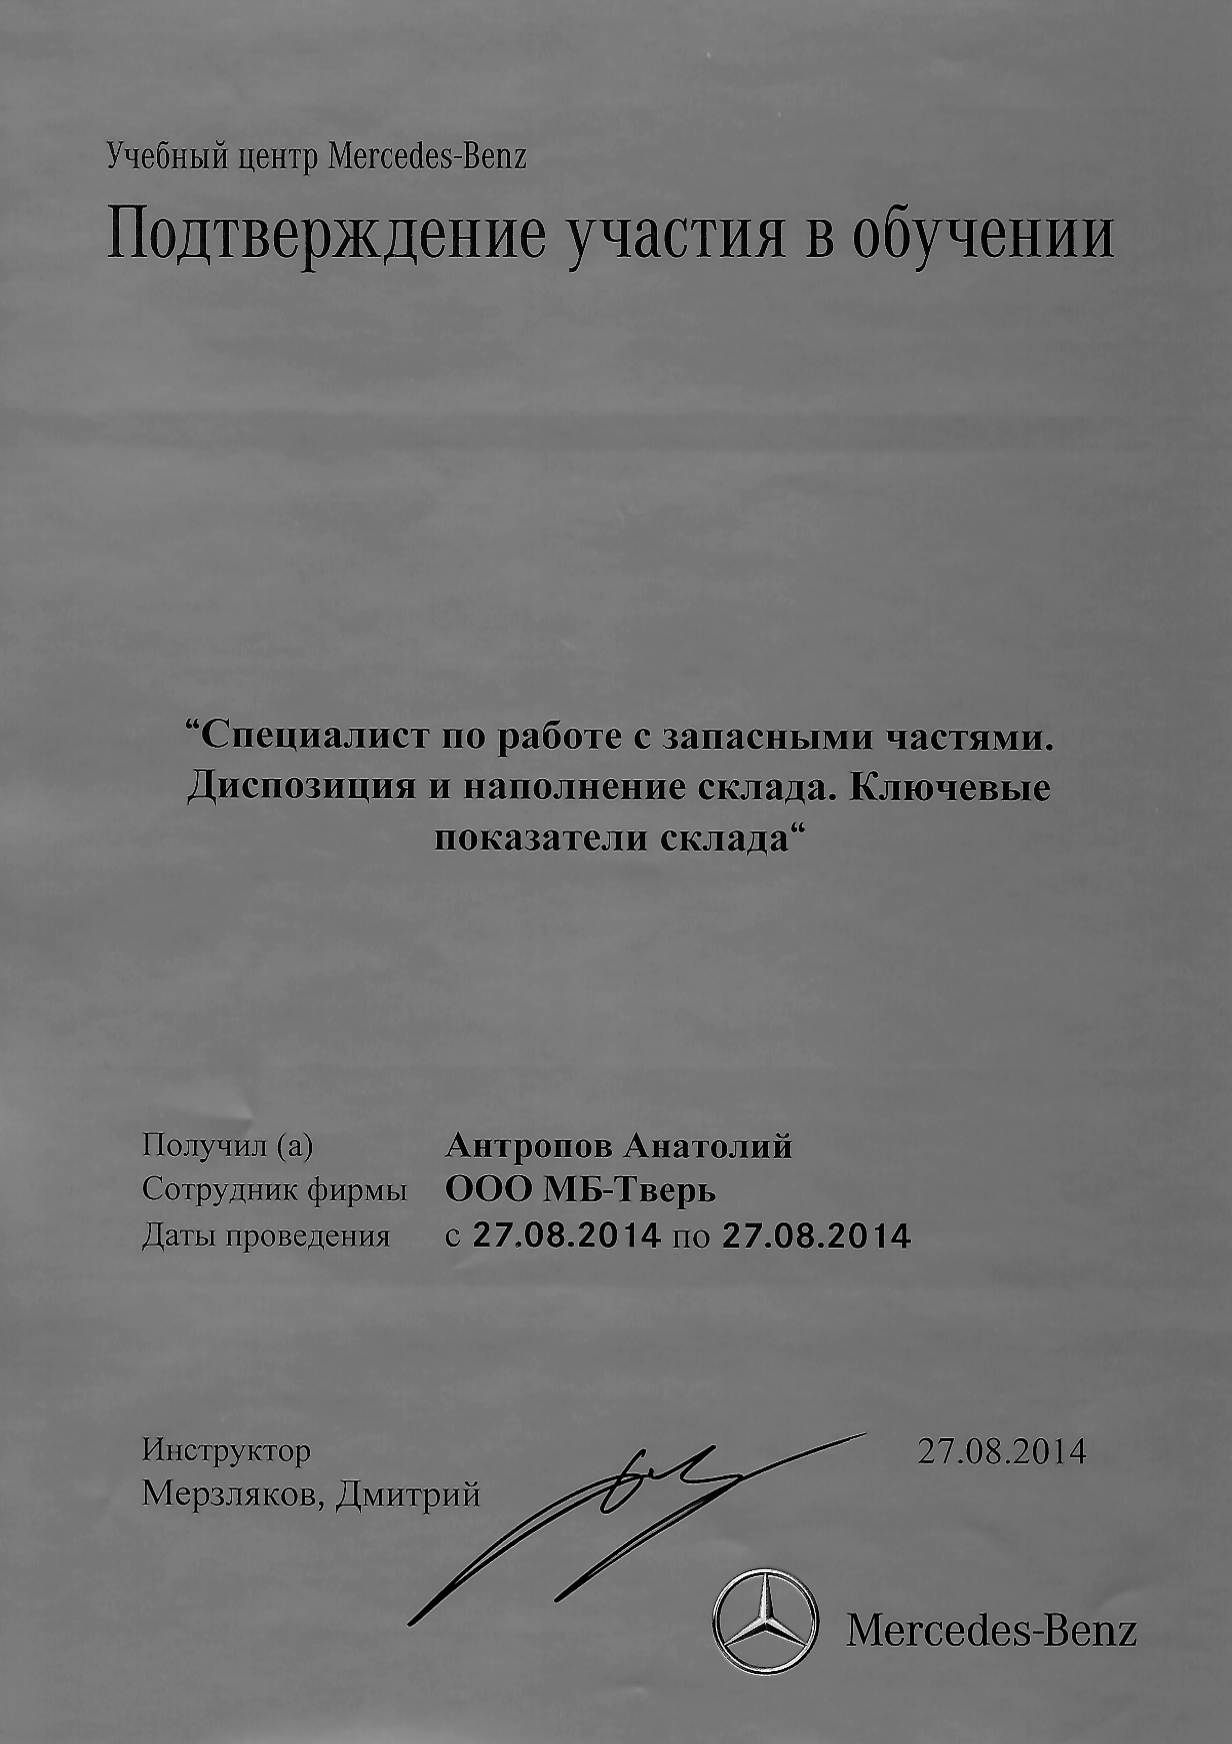 Учебный центр Mercedes-Benz
Подтверждение участия в обучении
“Специалист по работе с запасными частями.
Диспозиция и наполнение склада. Ключевые
показатели склада“
Получил (а) Антропов Анатолий
Сотрудник фирмы ООО МБ-Тверь
Даты проведения с 27.08.2014 по 27.08.2014
Инструктор 27.08.2014
Мерзляков, Дмитрий
Mercedes-Benz